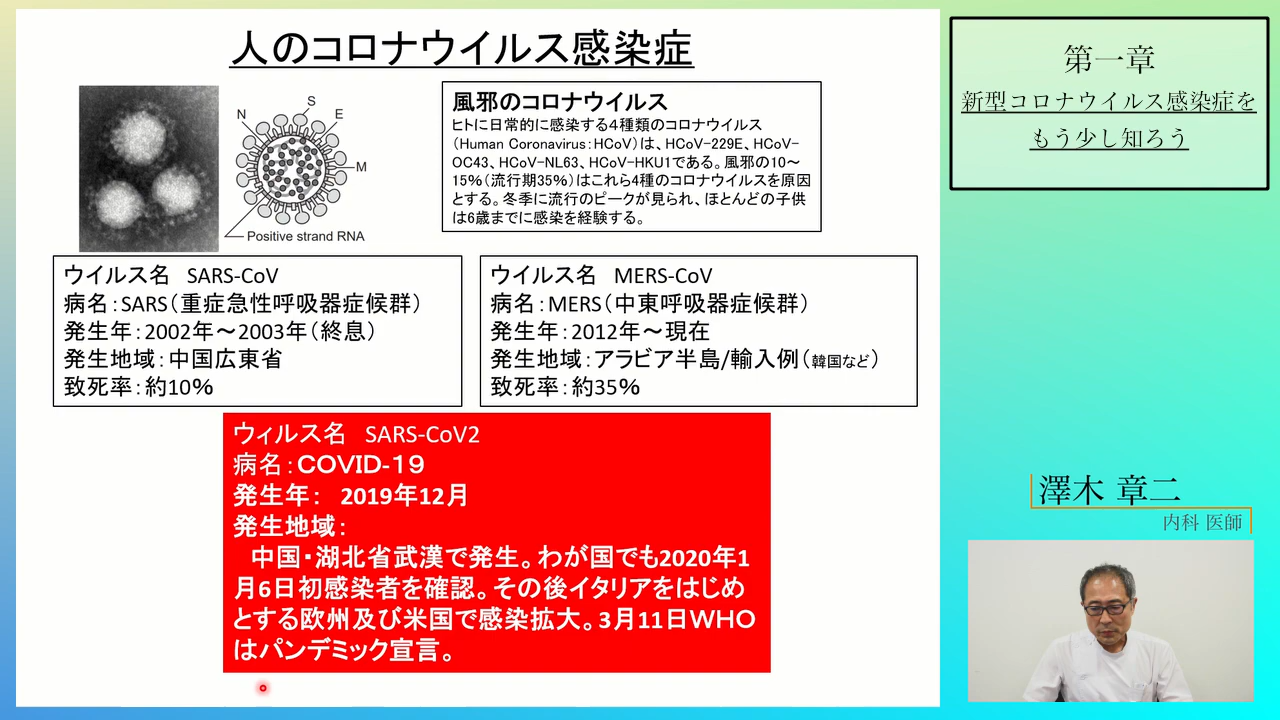 人のコロナウイルス感染症
N
S
E
M
Positive strand RNA
風邪のコロナウイルス
ヒトに日常的に感染する4種類のコロナウイルス
（Human Coronavirus：HCoV）は、HCoV-229E、HCoV-
OC43、HCoV-NL63、HCoV-HKU1である。風邪の10～
15%（流行期35%）はこれら4種のコロナウイルスを原因
とする。冬季に流行のピークが見られ、ほとんどの子供
は6歳までに感染を経験する。
ウイルス名　SARS-CoV
病名：SARS（重症急性呼吸器症候群）
発生年：2002年～2003年（終息）
発生地域：中国広東省
致死率：約10%
ウイルス名　MERS-CoV
病名：MERS（中東呼吸器症候群）
発生年：2012年～現在
発生地域：アラビア半島/輸入例（韓国など）
致死率：約35%
ウィルス名　SARS-CoV2
病名：ＣＯＶＩＤ-１９
発生年：　2019年12月
発生地域：
中国・湖北省武漢で発生。わが国でも2020年1
月6日初感染者を確認。その後イタリアをはじめ
とする欧州及び米国で感染拡大。3月11日ＷＨＯ
はパンデミック宣言。
第一章
新型コロナウイルス感染症を
もう少し知ろう
澤木 章二
内科 医師